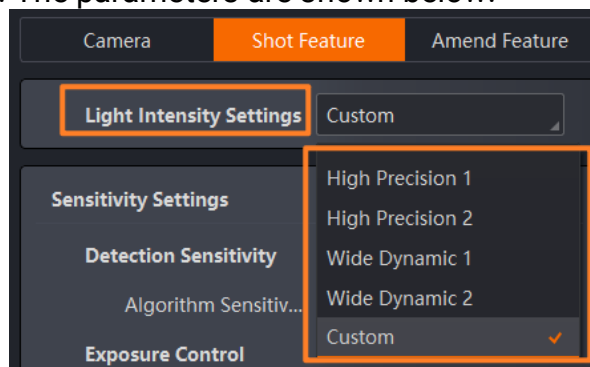 The parameters are shown below:
Camera Shot Feature Amend Feature
Light Intensity Settings Custom
High Precision 1
Sensitivity Settings
High Precision 2
Detection Sensitivity Wide Dynamic 1
Algorithm Sensitiv... Wide Dynamic 2
Custom
Exposure Control